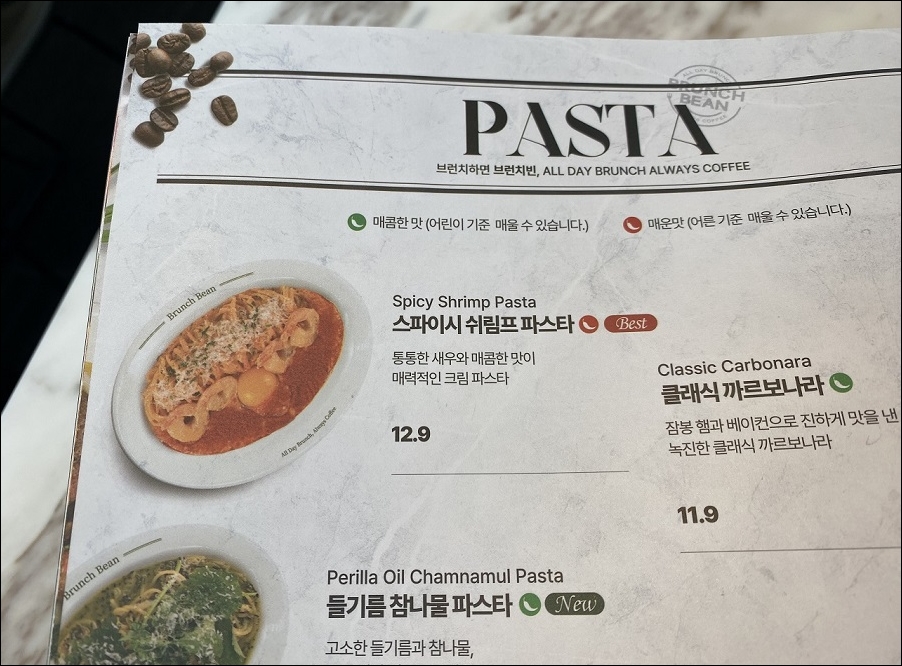 ALL DAY BRUNCH
BRUNCH
BEAN
COFFEE
PASTA
브런치하면 브런치빈, ALL DAY BRUNCH ALWAYS COFFEE
매콤한 맛 (어린이 기준 매울 수 있습니다.)
매운맛 (어른 기준 매울 수 있습니다.)
Brunch Bean
All Day Brunch, Always Coffee
Spicy Shrimp Pasta
스파이시 쉬림프 파스타 Best
통통한 새우와 매콤한 맛이
매력적인 크림 파스타
12.9
Classic Carbonara
클래식 까르보나라
잠봉 햄과 베이컨으로 진하게 맛을 낸
녹진한 클래식 까르보나라
11.9
Brunch Bean
Perilla Oil Chamnamul Pasta
들기름 참나물 파스타 New
고소한 들기름과 참나물,